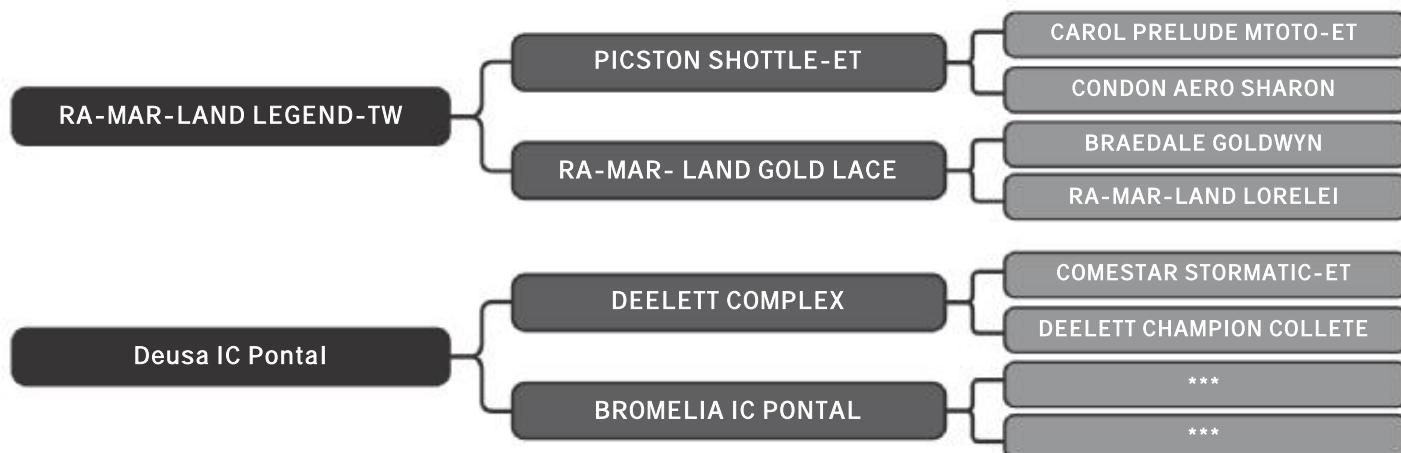 RA-MAR-LAND LEGEND-TW
PICSTON SHOTTLE-ET
CAROL PRELUDE MTOTO-ET
CONDON AERO SHARON
RA-MAR- LAND GOLD LACE
BRAEDALE GOLDWYN
RA-MAR-LAND LORELEI
Deusa IC Pontal
DEELETT COMPLEX
COMESTAR STORMATIC-ET
DEELETT CHAMPION COLLETE
BROMELIA IC PONTAL
***
***